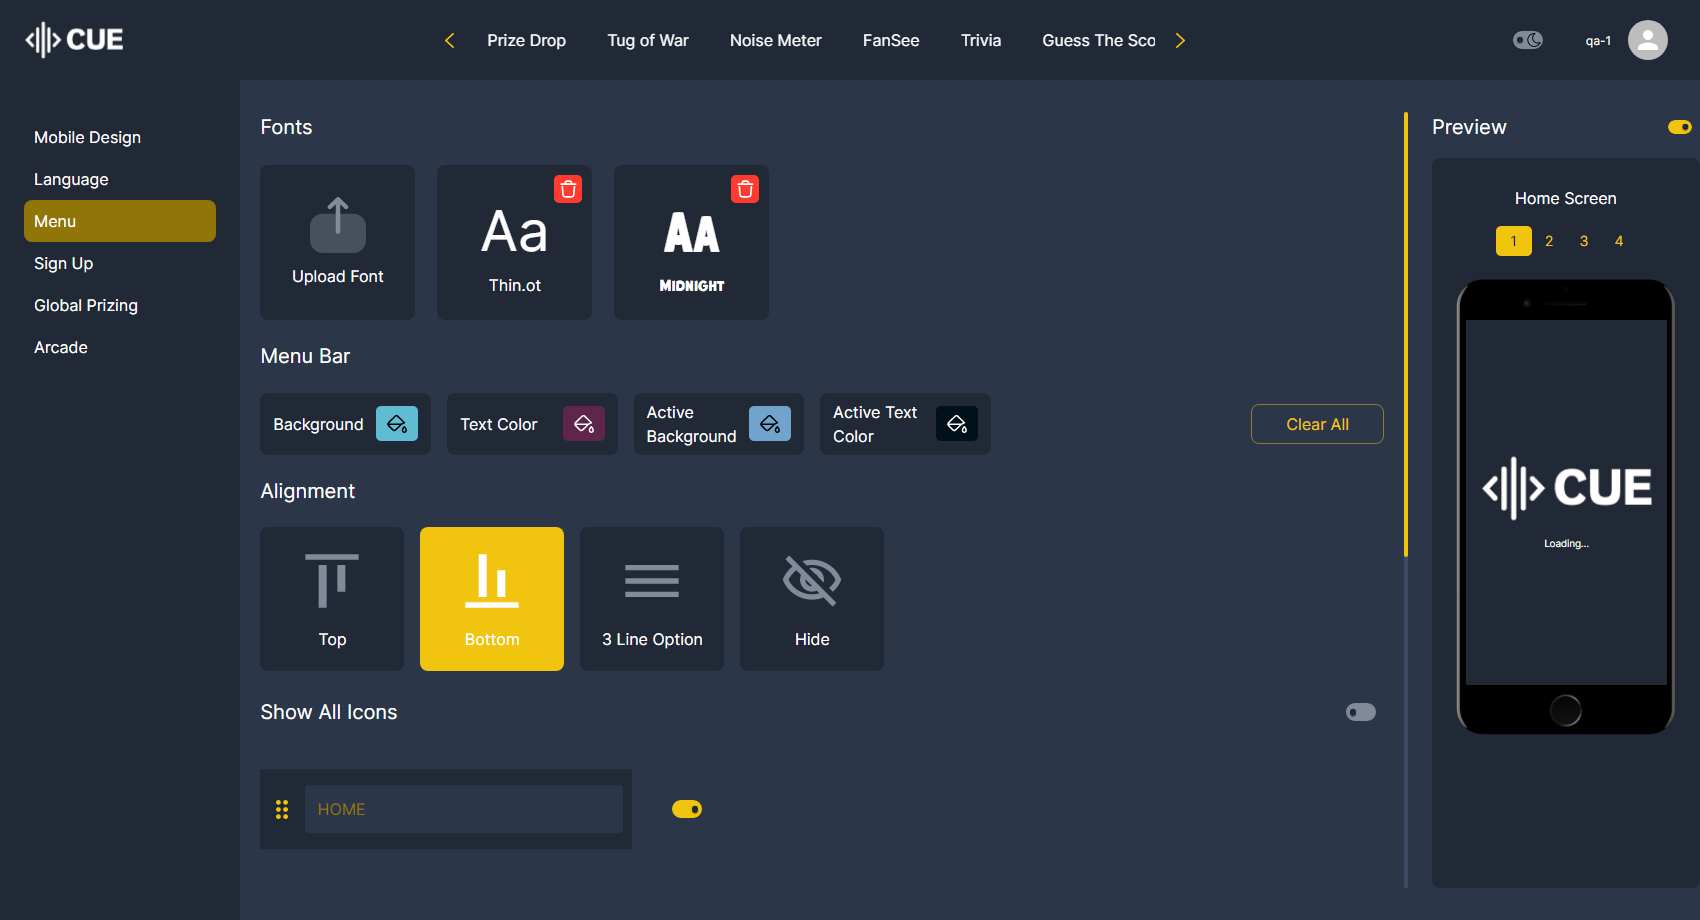 CUE
Prize Drop
Tug of War
Noise Meter
FanSee
Trivia
Guess The Sco
qa-1
Mobile Design
Language
Menu
Sign Up
Global Prizing
Arcade
Fonts
Upload Font
Aa
Thin.ot
AA
MIDNIGHT
Menu Bar
Background
Text Color
Active
Background
Active Text
Color
Clear All
Alignment
Top
Bottom
3 Line Option
Hide
Show All Icons
HOME
Preview
Home Screen
1 2 3 4
CUE
Loading...